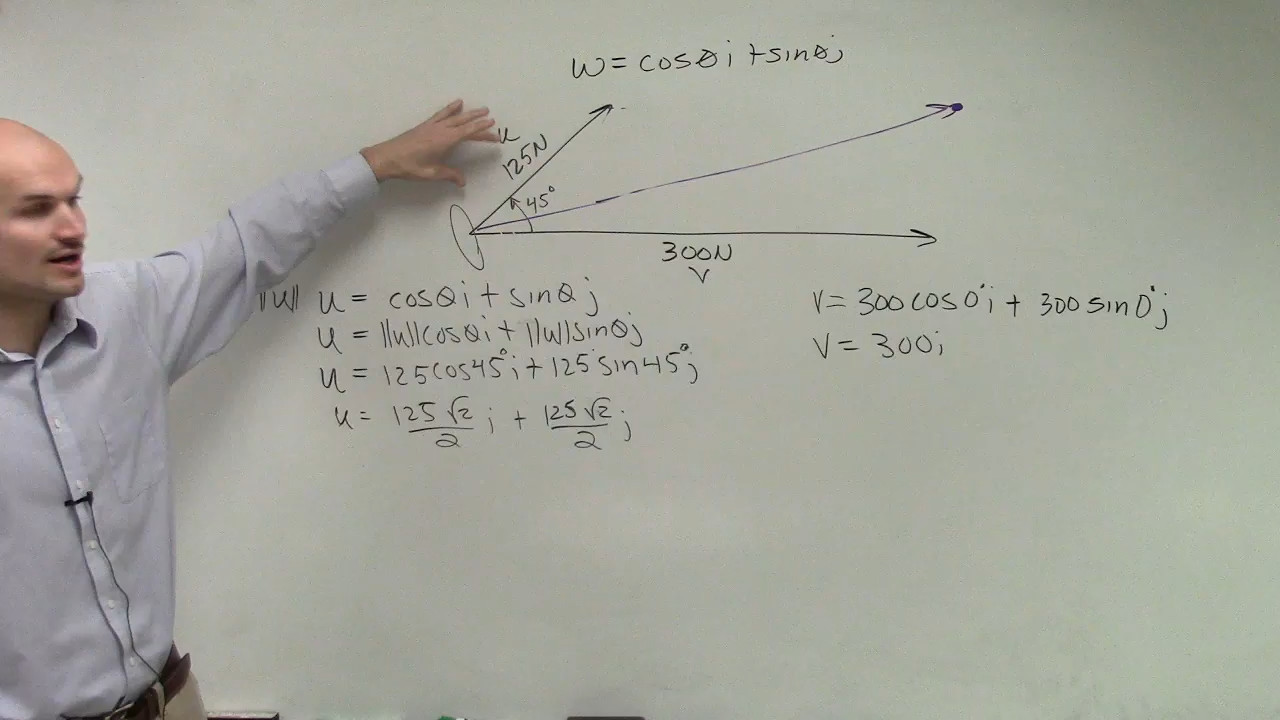 w = cosθi + sinθj
u
125N
45°
300N
v
||u|| u = cosθi + sinθj
u = ||u||cosθi + ||u||sinθj
u = 125cos45°i + 125sin45°j
u = 125√2/2 i + 125√2/2 j
v = 300cos0°i + 300sin0°j
v = 300i